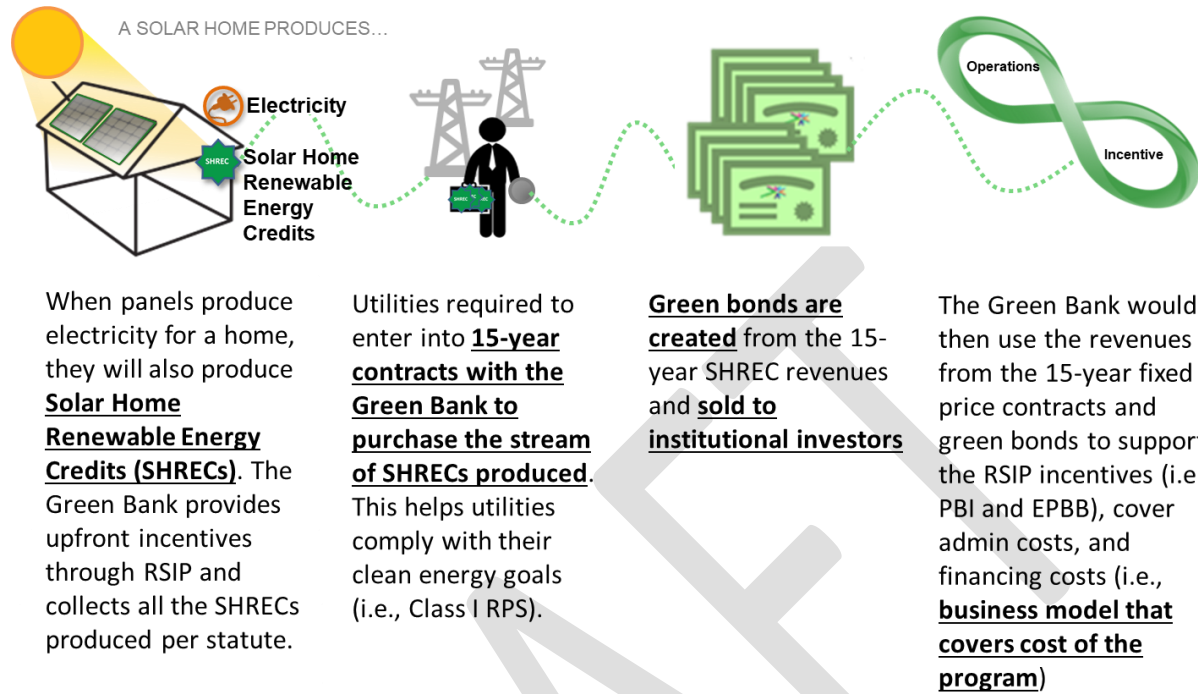 A SOLAR HOME PRODUCES…
Electricity
SHREC
Solar Home
Renewable
Energy
Credits
SHREC
Operations
Incentive
When panels produce
electricity for a home,
they will also produce
Solar Home
Renewable Energy
Credits (SHRECs). The
Green Bank provides
upfront incentives
through RSIP and
collects all the SHRECs
produced per statute.
Utilities required to
enter into 15-year
contracts with the
Green Bank to
purchase the stream
of SHRECs produced.
This helps utilities
comply with their
clean energy goals
(i.e., Class I RPS).
Green bonds are
created from the 15-
year SHREC revenues
and sold to
institutional investors
The Green Bank would
then use the revenues
from the 15-year fixed
price contracts and
green bonds to support
the RSIP incentives (i.e
PBI and EPBB), cover
admin costs, and
financing costs (i.e.,
business model that
covers cost of the
program)